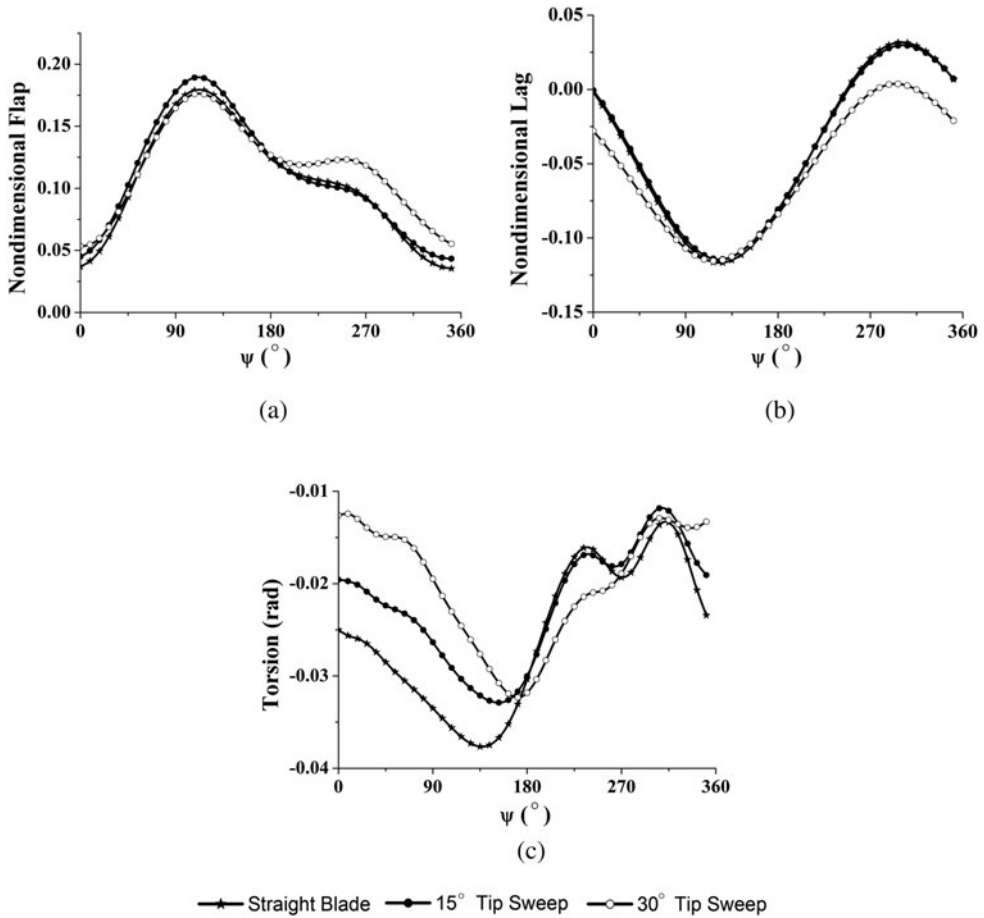 0.20
0.15
0.10
0.05
0.00
Nondimensional Flap
0 90 180 270 360
ψ (°)
(a)
0.05
0.00
-0.05
-0.10
-0.15
Nondimensional Lag
0 90 180 270 360
ψ (°)
(b)
-0.01
-0.02
-0.03
-0.04
Torsion (rad)
0 90 180 270 360
ψ (°)
(c)
Straight Blade 15° Tip Sweep 30° Tip Sweep